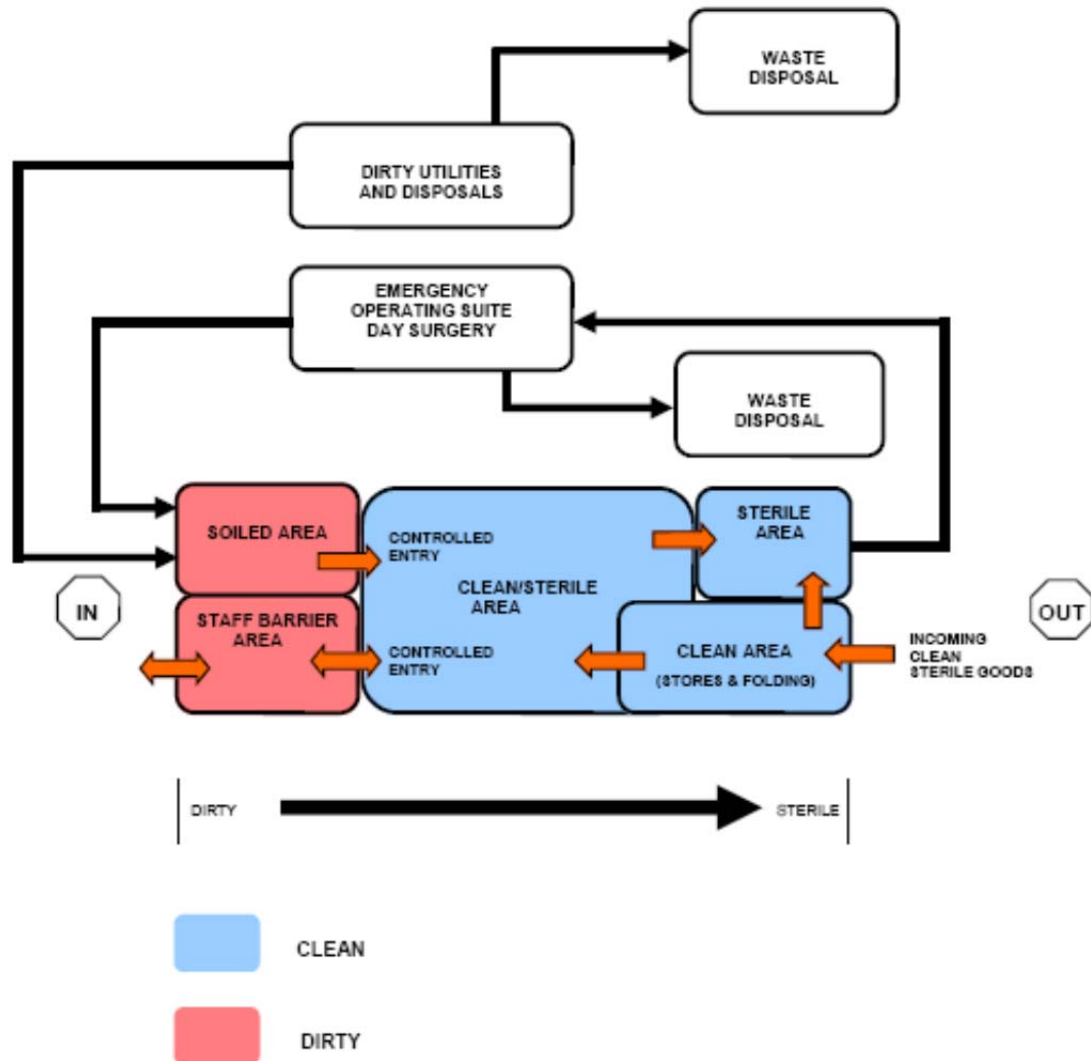 WASTE
DISPOSAL
DIRTY UTILITIES
AND DISPOSALS
EMERGENCY
OPERATING SUITE
DAY SURGERY
WASTE
DISPOSAL
SOILED AREA
CONTROLLED
ENTRY
CLEAN/STERILE
AREA
STERILE
AREA
IN
STAFF BARRIER
AREA
CONTROLLED
ENTRY
CLEAN AREA
(STORES & FOLDING)
INCOMING
CLEAN
STERILE GOODS
OUT
DIRTY
STERILE
CLEAN
DIRTY